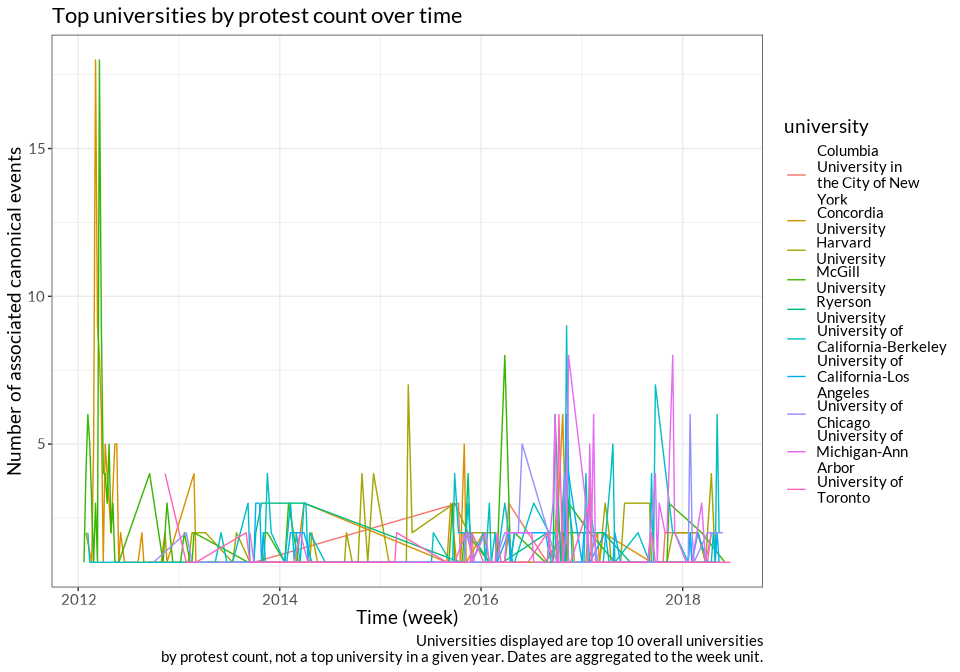 Top universities by protest count over time
Number of associated canonical events
15
10
5
2012
2014
2016
2018
Time (week)
university
Columbia
University in
the City of New
York
Concordia
University
Harvard
University
McGill
University
Ryerson
University
University of
California-Berkeley
University of
California-Los
Angeles
University of
Chicago
University of
Michigan-Ann
Arbor
University of
Toronto
Universities displayed are top 10 overall universities
by protest count, not a top university in a given year. Dates are aggregated to the week unit.